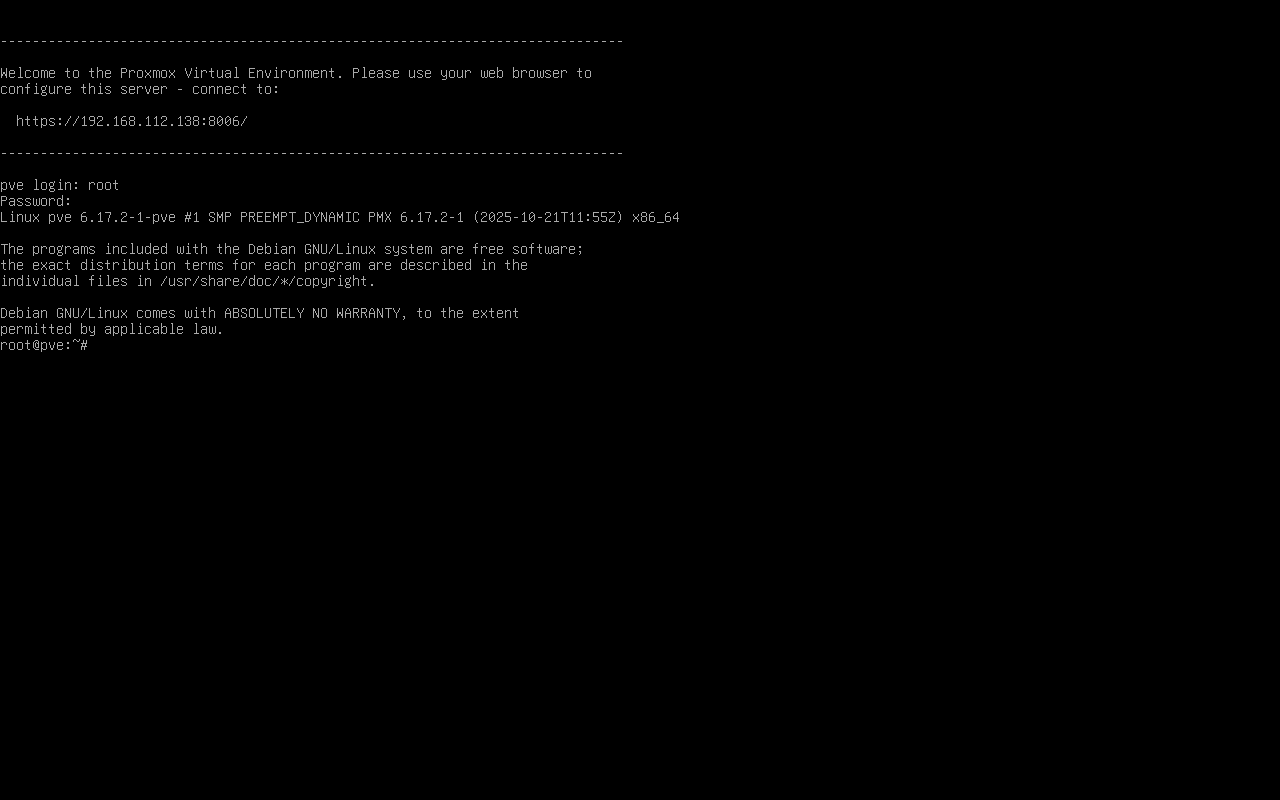 ------------------------------------------------------------------------------

Welcome to the Proxmox Virtual Environment. Please use your web browser to
configure this server - connect to:

  https://192.168.112.138:8006/

------------------------------------------------------------------------------

pve login: root
Password:
Linux pve 6.17.2-1-pve #1 SMP PREEMPT_DYNAMIC PMX 6.17.2-1 (2025-10-21T11:55Z) x86_64

The programs included with the Debian GNU/Linux system are free software;
the exact distribution terms for each program are described in the
individual files in /usr/share/doc/*/copyright.

Debian GNU/Linux comes with ABSOLUTELY NO WARRANTY, to the extent
permitted by applicable law.
root@pve:~#